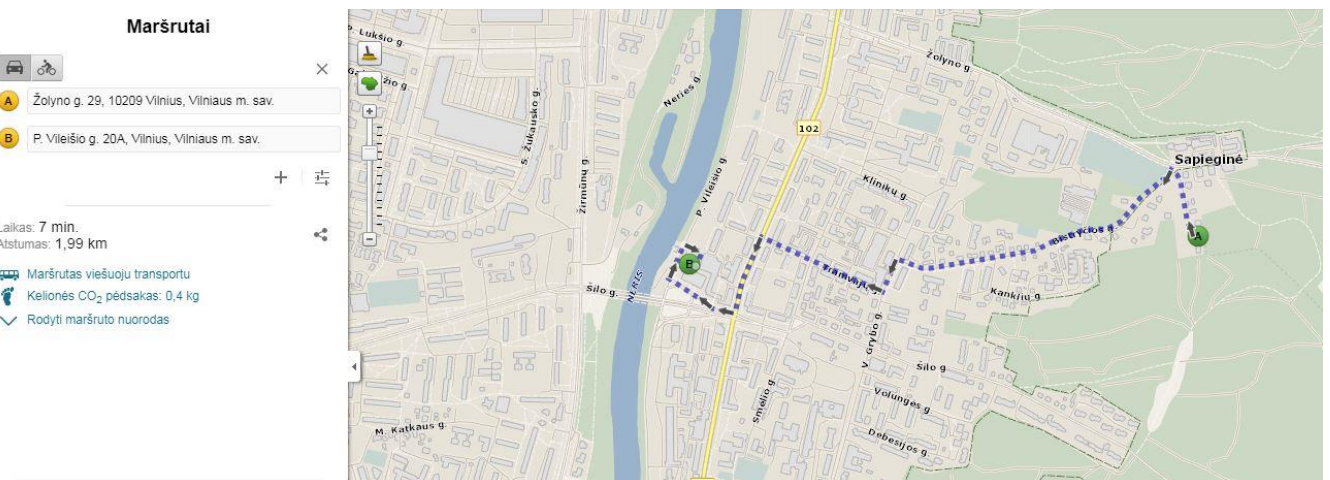 Maršrutai
A
Žolyno g. 29, 10209 Vilnius, Vilniaus m. sav.
B
P. Vileišio g. 20A, Vilnius, Vilniaus m. sav.
Laikas: 7 min.
Atstumas: 1,99 km
Maršrutas viešuoju transportu
Kelionės CO₂ pėdsakas: 0,4 kg
Rodyti maršruto nuorodas
P. Lukšio g.
S. Žukausko g.
Žirmūnų g.
Neries g.
P. Vileišio g.
102
Žolyno g.
Klinikų g.
Sapieginė
A
Bistryčios g.
B
Tramvajų g.
NERIS
Šilo g.
Kankinių g.
V. Grybo g.
Šilo g.
Smėlio g.
Volungės g.
M. Katkaus g.
Debesijos g.